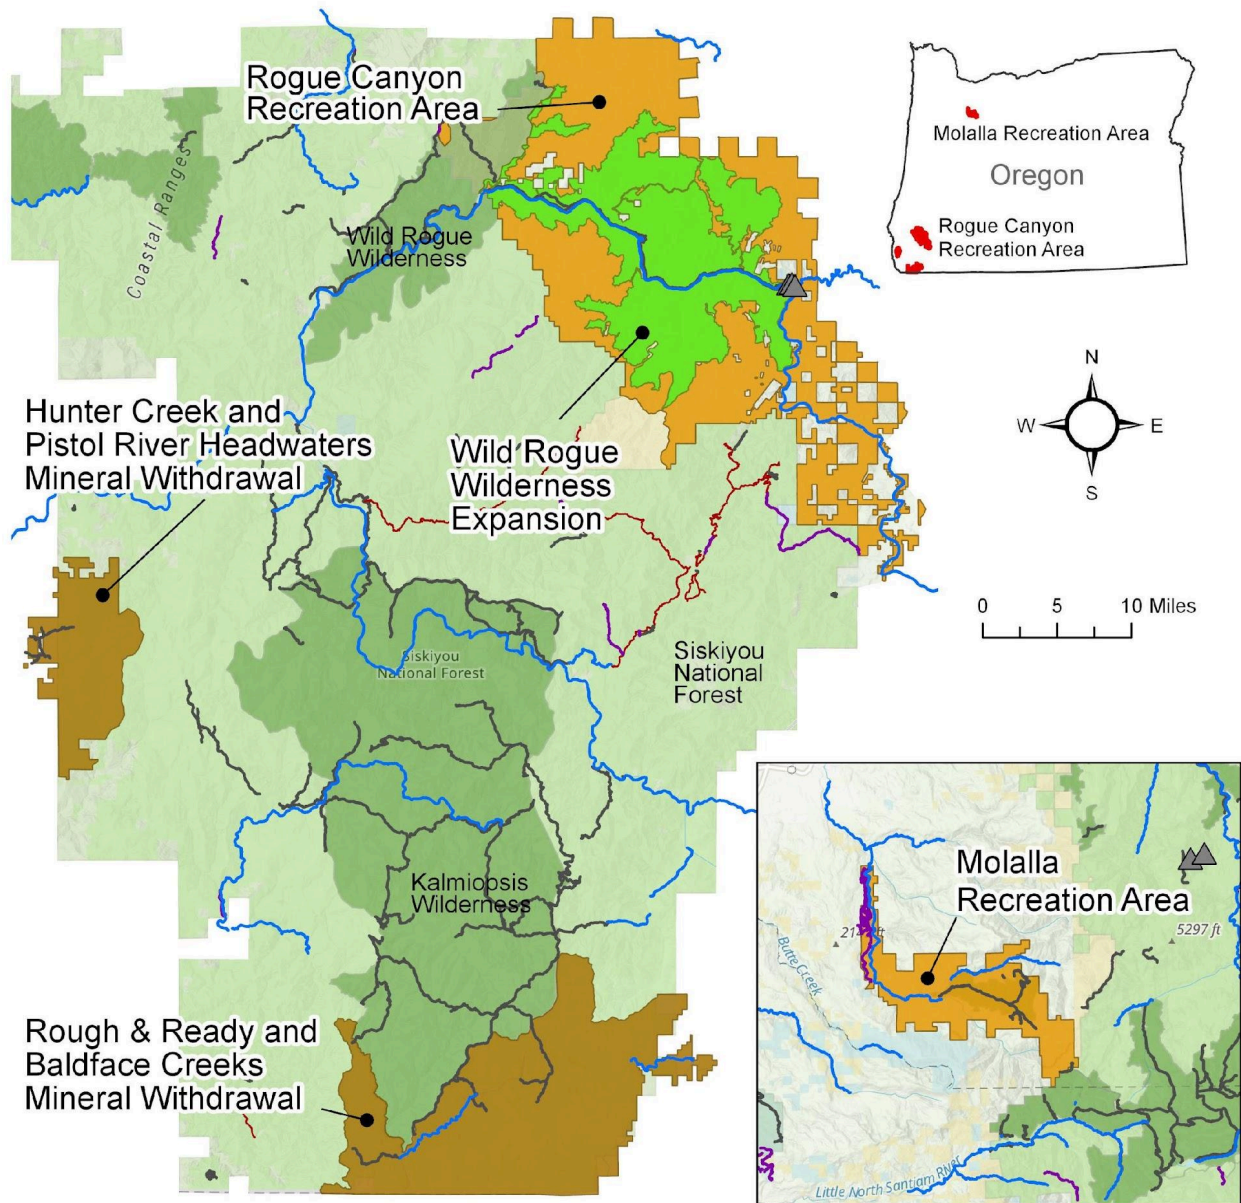 Rogue Canyon
Recreation Area
Coastal Ranges
Wild Rogue
Wilderness
Hunter Creek and
Pistol River Headwaters
Mineral Withdrawal
Wild Rogue
Wilderness
Expansion
Siskiyou
National Forest
Siskiyou
National
Forest
Kalmiopsis
Wilderness
Rough & Ready and
Baldface Creeks
Mineral Withdrawal
Molalla Recreation Area
Oregon
Rogue Canyon
Recreation Area
N
W
E
S
0 5 10 Miles
Molalla
Recreation Area
5297 ft
Butte Creek
Little North Santiam River